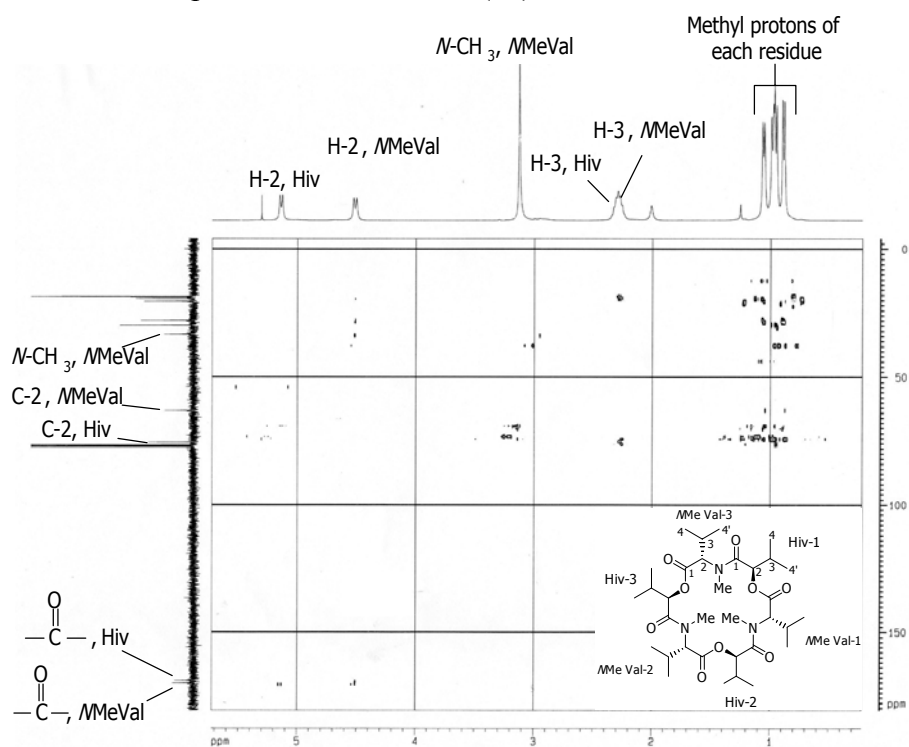 Methyl protons of
each residue
N-CH3, NMeVal
H-3, NMeVal
H-2, NMeVal
H-3, Hiv
H-2, Hiv
0
50
100
150
ppm
N-CH3, NMeVal
C-2, NMeVal
C-2, Hiv
O
C, Hiv
O
C, NMeVal
NMe Val-3
4 4'
3
2
1
O
N
Me
O
1
2
3
4
4'
Hiv-1
Hiv-3
O
O
O
O
N
Me
Me
N
NMe Val-1
NMe Val-2
O
O
O
O
Hiv-2
ppm 5 4 3 2 1